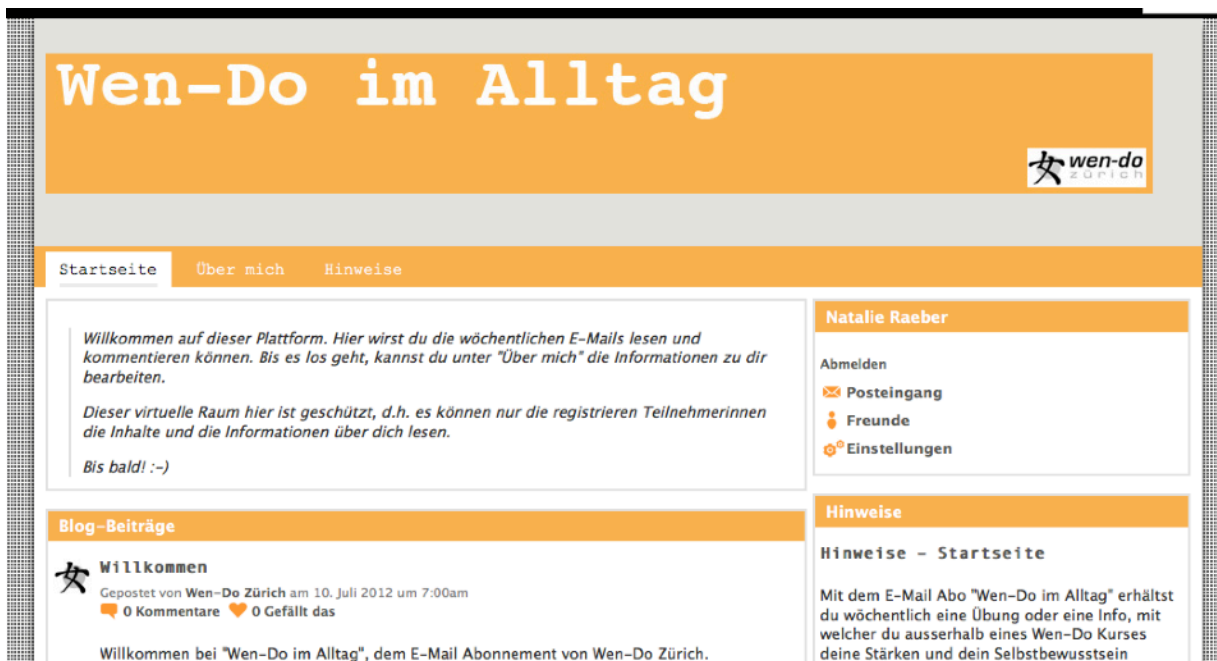 Wen-Do im Alltag
女 wen-do
zürich
Startseite Über mich Hinweise
Willkommen auf dieser Plattform. Hier wirst du die wöchentlichen E-Mails lesen und
kommentieren können. Bis es los geht, kannst du unter "Über mich" die Informationen zu dir
bearbeiten.
Dieser virtuelle Raum hier ist geschützt, d.h. es können nur die registrieren Teilnehmerinnen
die Inhalte und die Informationen über dich lesen.
Bis bald! :-)
Blog-Beiträge
女
Willkommen
Gepostet von Wen-Do Zürich am 10. Juli 2012 um 7:00am
0 Kommentare 0 Gefällt das
Willkommen bei "Wen-Do im Alltag", dem E-Mail Abonnement von Wen-Do Zürich.
Natalie Raeber
Abmelden
Posteingang
Freunde
Einstellungen
Hinweise
Hinweise - Startseite
Mit dem E-Mail Abo "Wen-Do im Alltag" erhältst
du wöchentlich eine Übung oder eine Info, mit
welcher du ausserhalb eines Wen-Do Kurses
deine Stärken und dein Selbstbewusstsein